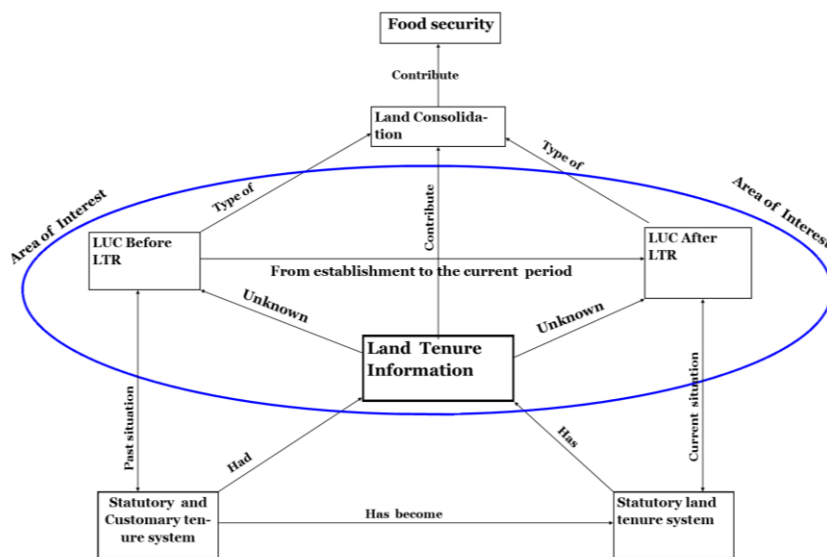 Food security
Contribute
Land Consolida-
tion
Type of
Type of
Contribute
Area of Interest
Area of Interest
LUC Before
LTR
LUC After
LTR
From establishment to the current period
Unknown
Unknown
Land Tenure
Information
Past situation
Current situation
Had
Has
Statutory and
Customary ten-
ure system
Has become
Statutory land
tenure system